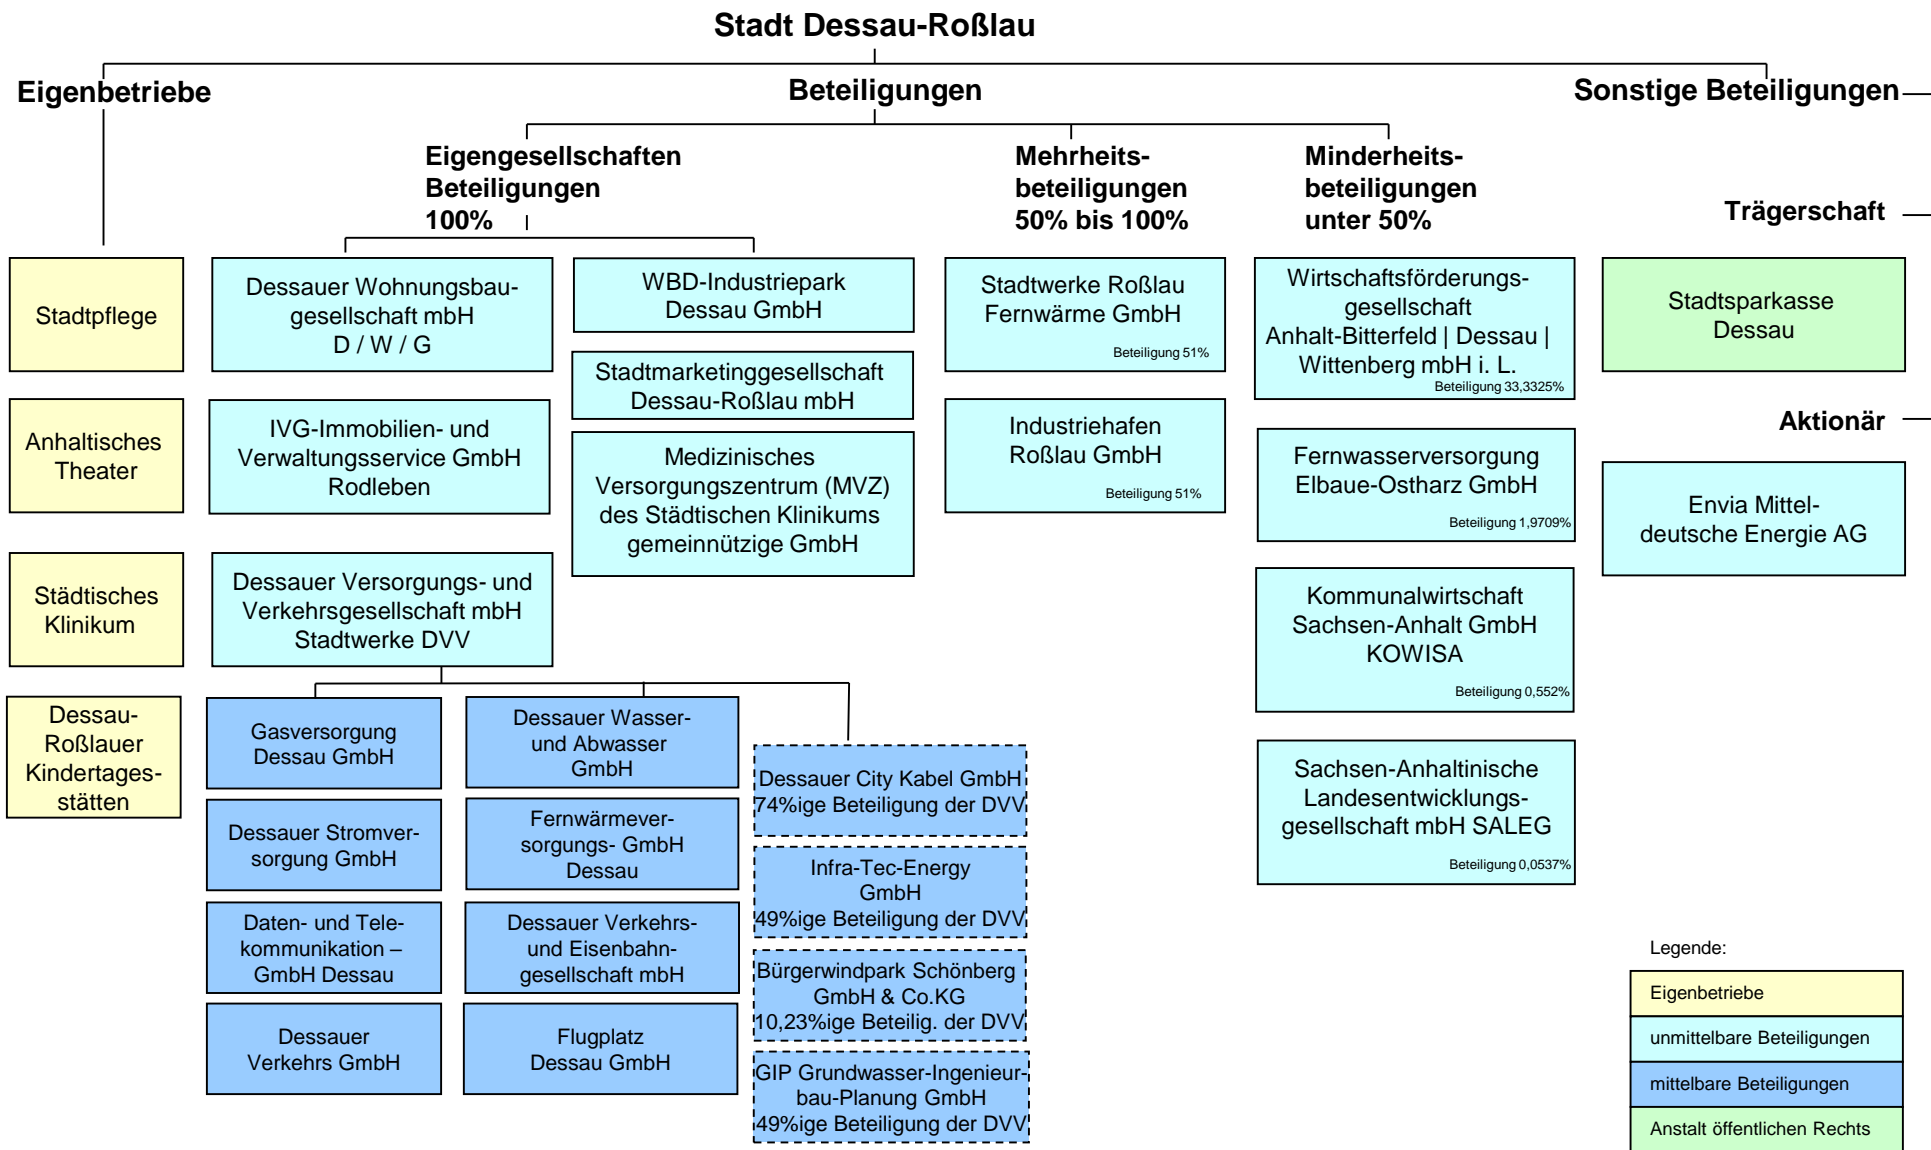 Stadt Dessau-Roßlau
Eigenbetriebe
Beteiligungen
Sonstige Beteiligungen
Eigengesellschaften
Beteiligungen
100%
Mehrheits-
beteiligungen
50% bis 100%
Minderheits-
beteiligungen
unter 50%
Trägerschaft
Stadtpflege
Anhaltisches
Theater
Städtisches
Klinikum
Dessau-
Roßlauer
Kindertages-
stätten
Dessauer Wohnungsbau-
gesellschaft mbH
D / W / G
IVG-Immobilien- und
Verwaltungsservice GmbH
Rodleben
Dessauer Versorgungs- und
Verkehrsgesellschaft mbH
Stadtwerke DVV
WBD-Industriepark
Dessau GmbH
Stadtmarketinggesellschaft
Dessau-Roßlau mbH
Medizinisches
Versorgungszentrum (MVZ)
des Städtischen Klinikums
gemeinnützige GmbH
Gasversorgung
Dessau GmbH
Dessauer Stromver-
sorgung GmbH
Daten- und Tele-
kommunikation –
GmbH Dessau
Dessauer
Verkehrs GmbH
Dessauer Wasser-
und Abwasser
GmbH
Fernwärmever-
sorgungs- GmbH
Dessau
Dessauer Verkehrs-
und Eisenbahn-
gesellschaft mbH
Flugplatz
Dessau GmbH
Dessauer City Kabel GmbH
74%ige Beteiligung der DVV
Infra-Tec-Energy
GmbH
49%ige Beteiligung der DVV
Bürgerwindpark Schönberg
GmbH & Co.KG
10,23%ige Beteilig. der DVV
GIP Grundwasser-Ingenieur-
bau-Planung GmbH
49%ige Beteiligung der DVV
Stadtwerke Roßlau
Fernwärme GmbH
Beteiligung 51%
Industriehafen
Roßlau GmbH
Beteiligung 51%
Wirtschaftsförderungs-
gesellschaft
Anhalt-Bitterfeld | Dessau |
Wittenberg mbH i. L.
Beteiligung 33,3325%
Fernwasserversorgung
Elbaue-Ostharz GmbH
Beteiligung 1,9709%
Kommunalwirtschaft
Sachsen-Anhalt GmbH
KOWISA
Beteiligung 0,552%
Sachsen-Anhaltinische
Landesentwicklungs-
gesellschaft mbH SALEG
Beteiligung 0,0537%
Stadtsparkasse
Dessau
Aktionär
Envia Mittel-
deutsche Energie AG
Legende:
Eigenbetriebe
unmittelbare Beteiligungen
mittelbare Beteiligungen
Anstalt öffentlichen Rechts